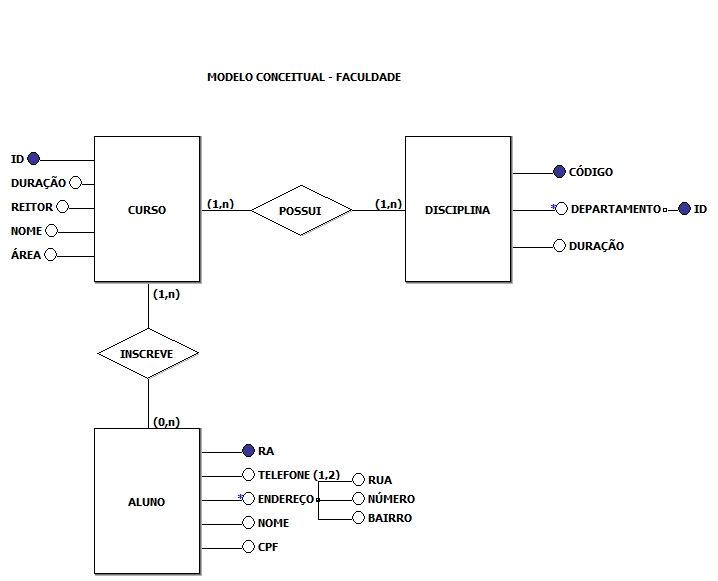 MODELO CONCEITUAL - FACULDADE
ID
DURAÇÃO
REITOR
NOME
ÁREA
CURSO
(1,n)
POSSUI
(1,n)
DISCIPLINA
CÓDIGO
* DEPARTAMENTO ID
DURAÇÃO
(1,n)
INSCREVE
(0,n)
ALUNO
RA
TELEFONE (1,2)
* ENDEREÇO
NOME
CPF
RUA
NÚMERO
BAIRRO